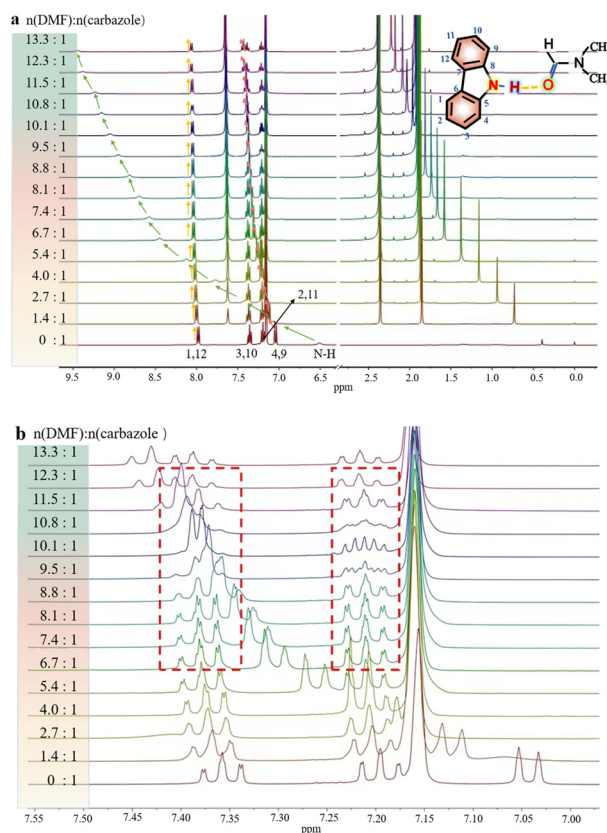 a n(DMF):n(carbazole)
13.3 : 1
12.3 : 1
11.5 : 1
10.8 : 1
10.1 : 1
9.5 : 1
8.8 : 1
8.1 : 1
7.4 : 1
6.7 : 1
5.4 : 1
4.0 : 1
2.7 : 1
1.4 : 1
0 : 1
11 10 9 12 8 7 6 5 1 2 3 4
N H O
H N CH CH
2,11
1,12 3,10 4,9 N-H
9.5 9.0 8.5 8.0 7.5 7.0 6.5 2.5 2.0 1.5 1.0 0.5 0.0
ppm
b n(DMF):n(carbazole )
13.3 : 1
12.3 : 1
11.5 : 1
10.8 : 1
10.1 : 1
9.5 : 1
8.8 : 1
8.1 : 1
7.4 : 1
6.7 : 1
5.4 : 1
4.0 : 1
2.7 : 1
1.4 : 1
0 : 1
7.55 7.50 7.45 7.40 7.35 7.30 7.25 7.20 7.15 7.10 7.05 7.00
ppm